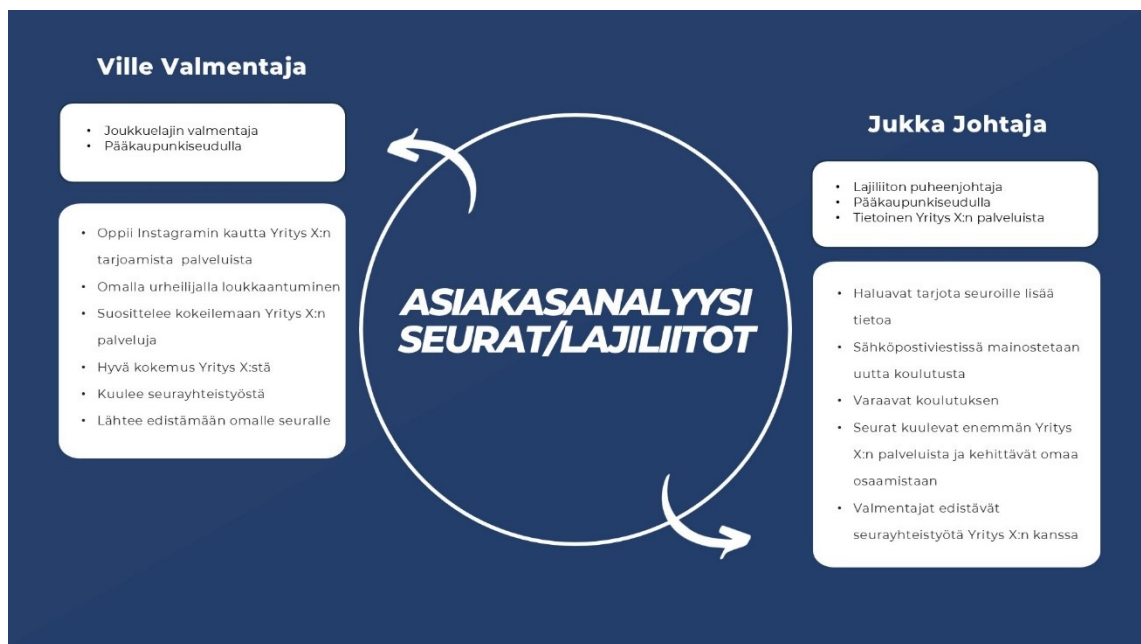 Ville Valmentaja
• Joukkuelajin valmentaja
• Pääkaupunkiseudulla
• Oppii Instagramin kautta Yritys X:n
tarjoamista palveluista
• Omalla urheilijalla loukkaantuminen
• Suosittelee kokeilemaan Yritys X:n
palveluja
• Hyvä kokemus Yritys X:stä
• Kuulee seurayhteistyöstä
• Lähtee edistämään omalle seuralle
ASIAKASANALYYSI
SEURAT/LAJILIITOT
Jukka Johtaja
• Lajiliiton puheenjohtaja
• Pääkaupunkiseudulla
• Tietoinen Yritys X:n palveluista
• Haluavat tarjota seuroille lisää
tietoa
• Sähköpostiviestissä mainostetaan
uutta koulutusta
• Varaavat koulutuksen
• Seurat kuulevat enemmän Yritys
X:n palveluista ja kehittävät omaa
osaamistaan
• Valmentajat edistävät
seurayhteistyötä Yritys X:n kanssa